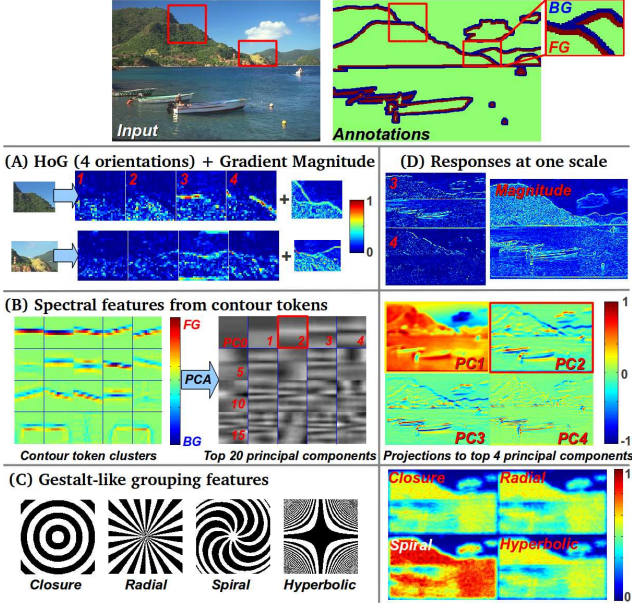 Input
Annotations
BG
FG
(A) HoG (4 orientations) + Gradient Magnitude
1 2 3 4
+
+
1
0
(D) Responses at one scale
3
4
Magnitude
(B) Spectral features from contour tokens
FG
BG
PCA
PC0 1 2 3 4
5
10
15
Contour token clusters
Top 20 principal components
PC1
PC2
PC3
PC4
1
0
-1
Projections to top 4 principal components
(C) Gestalt-like grouping features
Closure
Radial
Spiral
Hyperbolic
Closure
Radial
Spiral
Hyperbolic
1
0